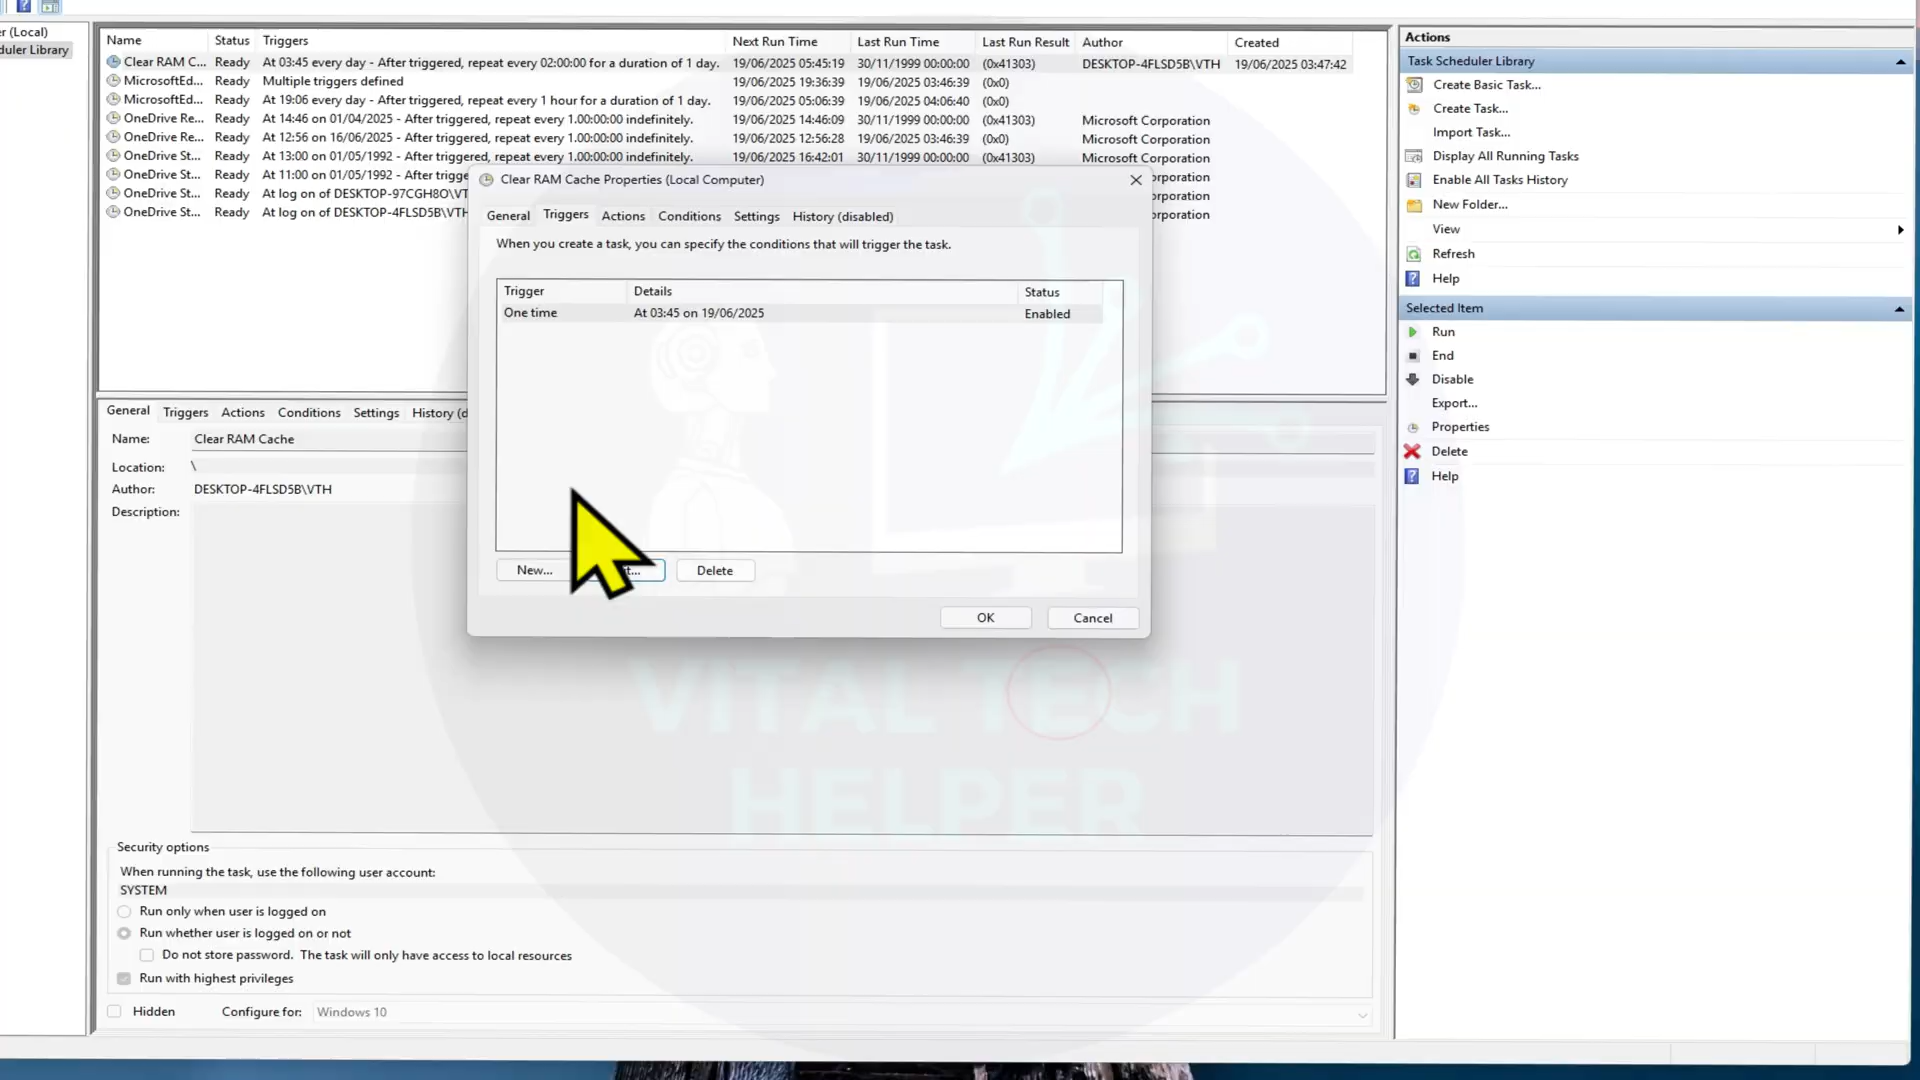 er (Local)
duler Library
Name Status Triggers Next Run Time Last Run Time Last Run Result Author Created
Clear RAM C... Ready At 03:45 every day - After triggered, repeat every 02:00:00 for a duration of 1 day. 19/06/2025 05:45:19 30/11/1999 00:00:00 (0x41303) DESKTOP-4FLSD5B\VTH 19/06/2025 03:47:42
MicrosoftEd... Ready Multiple triggers defined 19/06/2025 19:36:39 19/06/2025 03:46:39 (0x0)
MicrosoftEd... Ready At 19:06 every day - After triggered, repeat every 1 hour for a duration of 1 day. 19/06/2025 05:06:39 19/06/2025 04:06:40 (0x0)
OneDrive Re... Ready At 14:46 on 01/04/2025 - After triggered, repeat every 1.00:00:00 indefinitely. 19/06/2025 14:46:09 30/11/1999 00:00:00 (0x41303) Microsoft Corporation
OneDrive Re... Ready At 12:56 on 16/06/2025 - After triggered, repeat every 1.00:00:00 indefinitely. 19/06/2025 12:56:28 19/06/2025 03:46:39 (0x0) Microsoft Corporation
OneDrive St... Ready At 13:00 on 01/05/1992 - After triggered, repeat every 1.00:00:00 indefinitely. 19/06/2025 16:42:01 30/11/1999 00:00:00 (0x41303) Microsoft Corporation
OneDrive St... Ready At 11:00 on 01/05/1992 - After trigge rporation
OneDrive St... Ready At log on of DESKTOP-97CGH8O\VT rporation
OneDrive St... Ready At log on of DESKTOP-4FLSD5B\VTH rporation
Clear RAM Cache Properties (Local Computer)
General Triggers Actions Conditions Settings History (disabled)
When you create a task, you can specify the conditions that will trigger the task.
Trigger Details Status
One time At 03:45 on 19/06/2025 Enabled
New... t... Delete
OK Cancel
General Triggers Actions Conditions Settings History (d
Name: Clear RAM Cache
Location: \
Author: DESKTOP-4FLSD5B\VTH
Description:
VITAL TECH
HELPER
Security options
When running the task, use the following user account:
SYSTEM
Run only when user is logged on
Run whether user is logged on or not
Do not store password. The task will only have access to local resources
Run with highest privileges
Hidden Configure for: Windows 10
Actions
Task Scheduler Library
Create Basic Task...
Create Task...
Import Task...
Display All Running Tasks
Enable All Tasks History
New Folder...
View
Refresh
Help
Selected Item
Run
End
Disable
Export...
Properties
Delete
Help